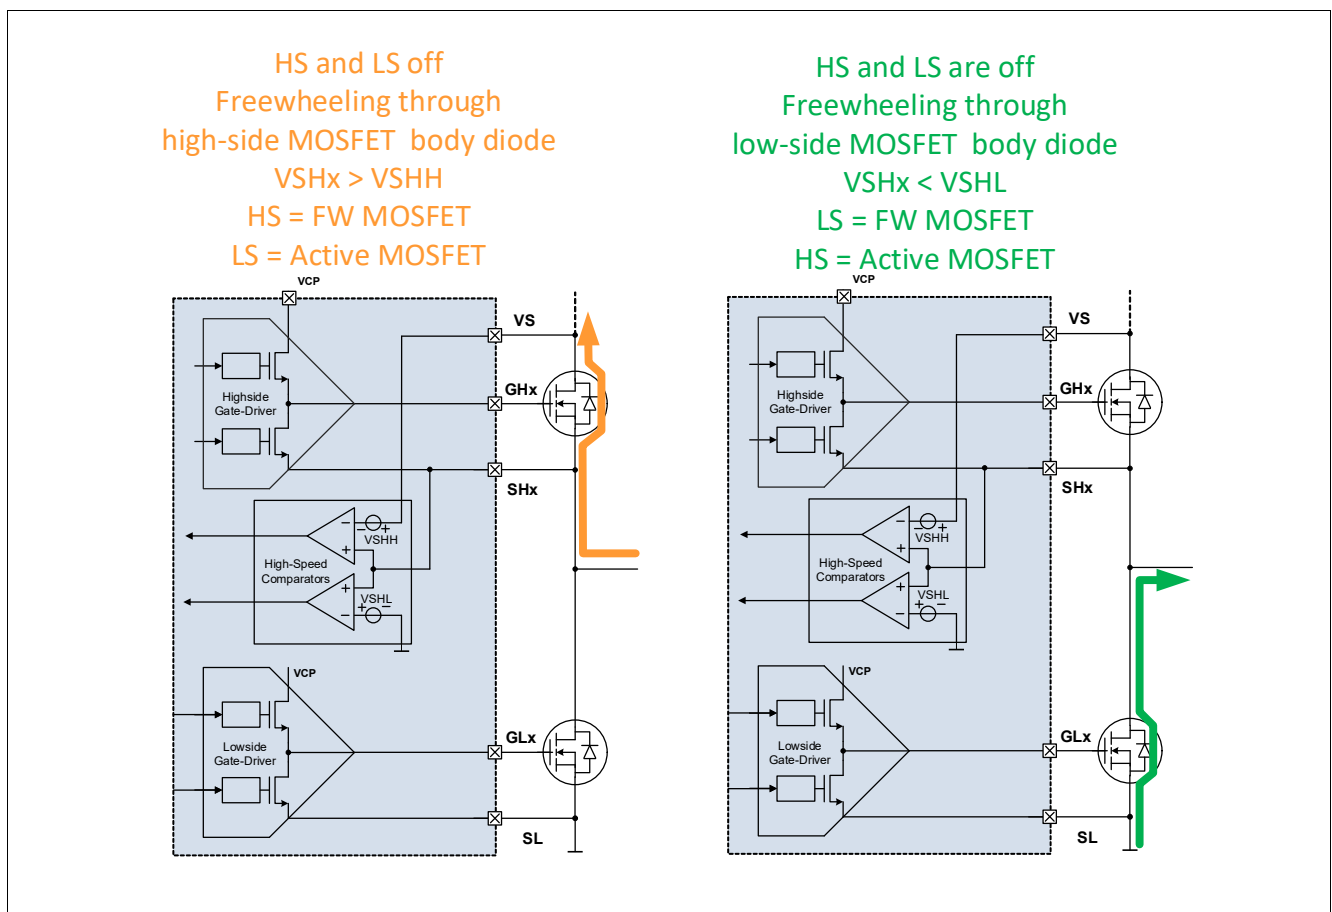 HS and LS off
Freewheeling through
high-side MOSFET body diode
VSHx > VSHH
HS = FW MOSFET
LS = Active MOSFET
VCP
VS
Highside
Gate-Driver
GHx
SHx
VSHH
High-Speed
Comparators
VSHL
VCP
Lowside
Gate-Driver
GLx
SL
HS and LS are off
Freewheeling through
low-side MOSFET body diode
VSHx < VSHL
LS = FW MOSFET
HS = Active MOSFET
VCP
VS
Highside
Gate-Driver
GHx
SHx
VSHH
High-Speed
Comparators
VSHL
VCP
Lowside
Gate-Driver
GLx
SL